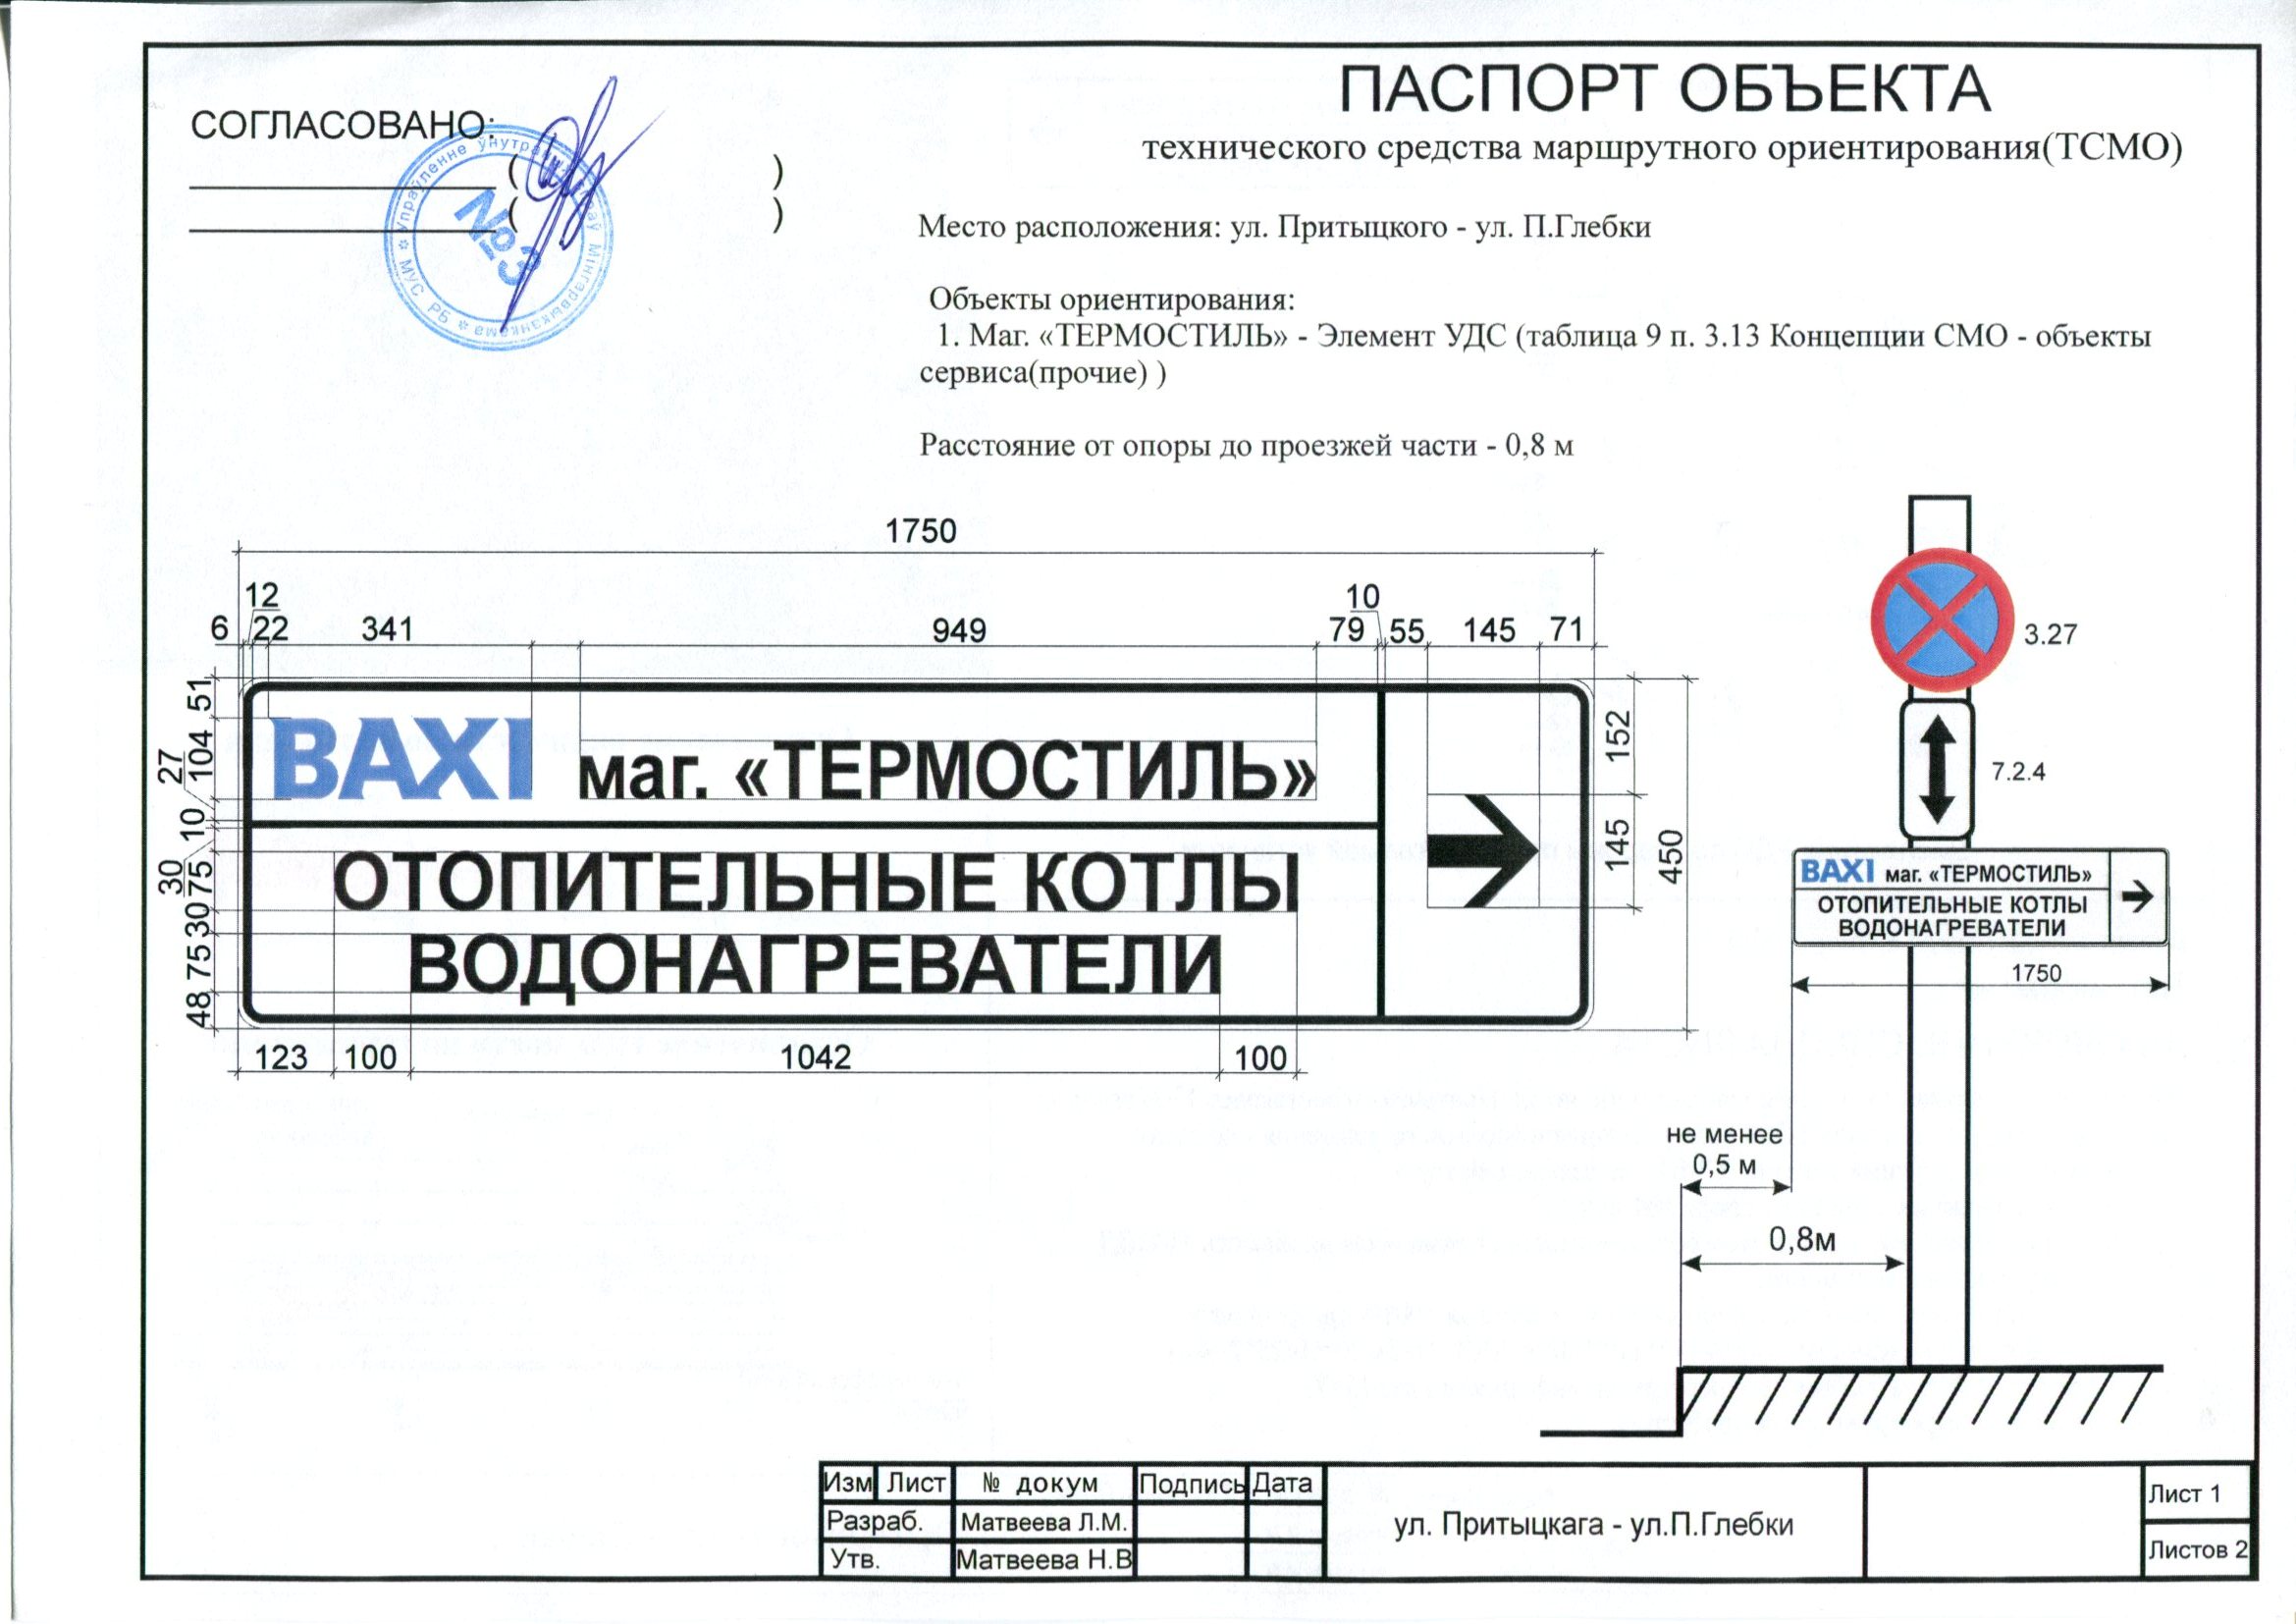 ПАСПОРТ ОБЪЕКТА
технического средства маршрутного ориентирования(ТСМО)
СОГЛАСОВАНО:
( )
( )
Упраўленне ўнутраных спраў Мінгарвыканкома * МУС РБ *
№3
Место расположения: ул. Притыцкого - ул. П.Глебки
Объекты ориентирования:
1. Маг. «ТЕРМОСТИЛЬ» - Элемент УДС (таблица 9 п. 3.13 Концепции СМО - объекты
сервиса(прочие) )
Расстояние от опоры до проезжей части - 0,8 м
1750
12
10
6 22 341 949 79 55 145 71
51
104
27
10
75
30
30
75
48
152
145
450
BAXI маг. «ТЕРМОСТИЛЬ»
ОТОПИТЕЛЬНЫЕ КОТЛЫ
ВОДОНАГРЕВАТЕЛИ
123 100 1042 100
3.27
7.2.4
BAXI маг. «ТЕРМОСТИЛЬ»
ОТОПИТЕЛЬНЫЕ КОТЛЫ
ВОДОНАГРЕВАТЕЛИ
1750
не менее
0,5 м
0,8м
Изм Лист № докум Подпись Дата
Разраб. Матвеева Л.М.
Утв. Матвеева Н.В
ул. Притыцкага - ул.П.Глебки
Лист 1
Листов 2